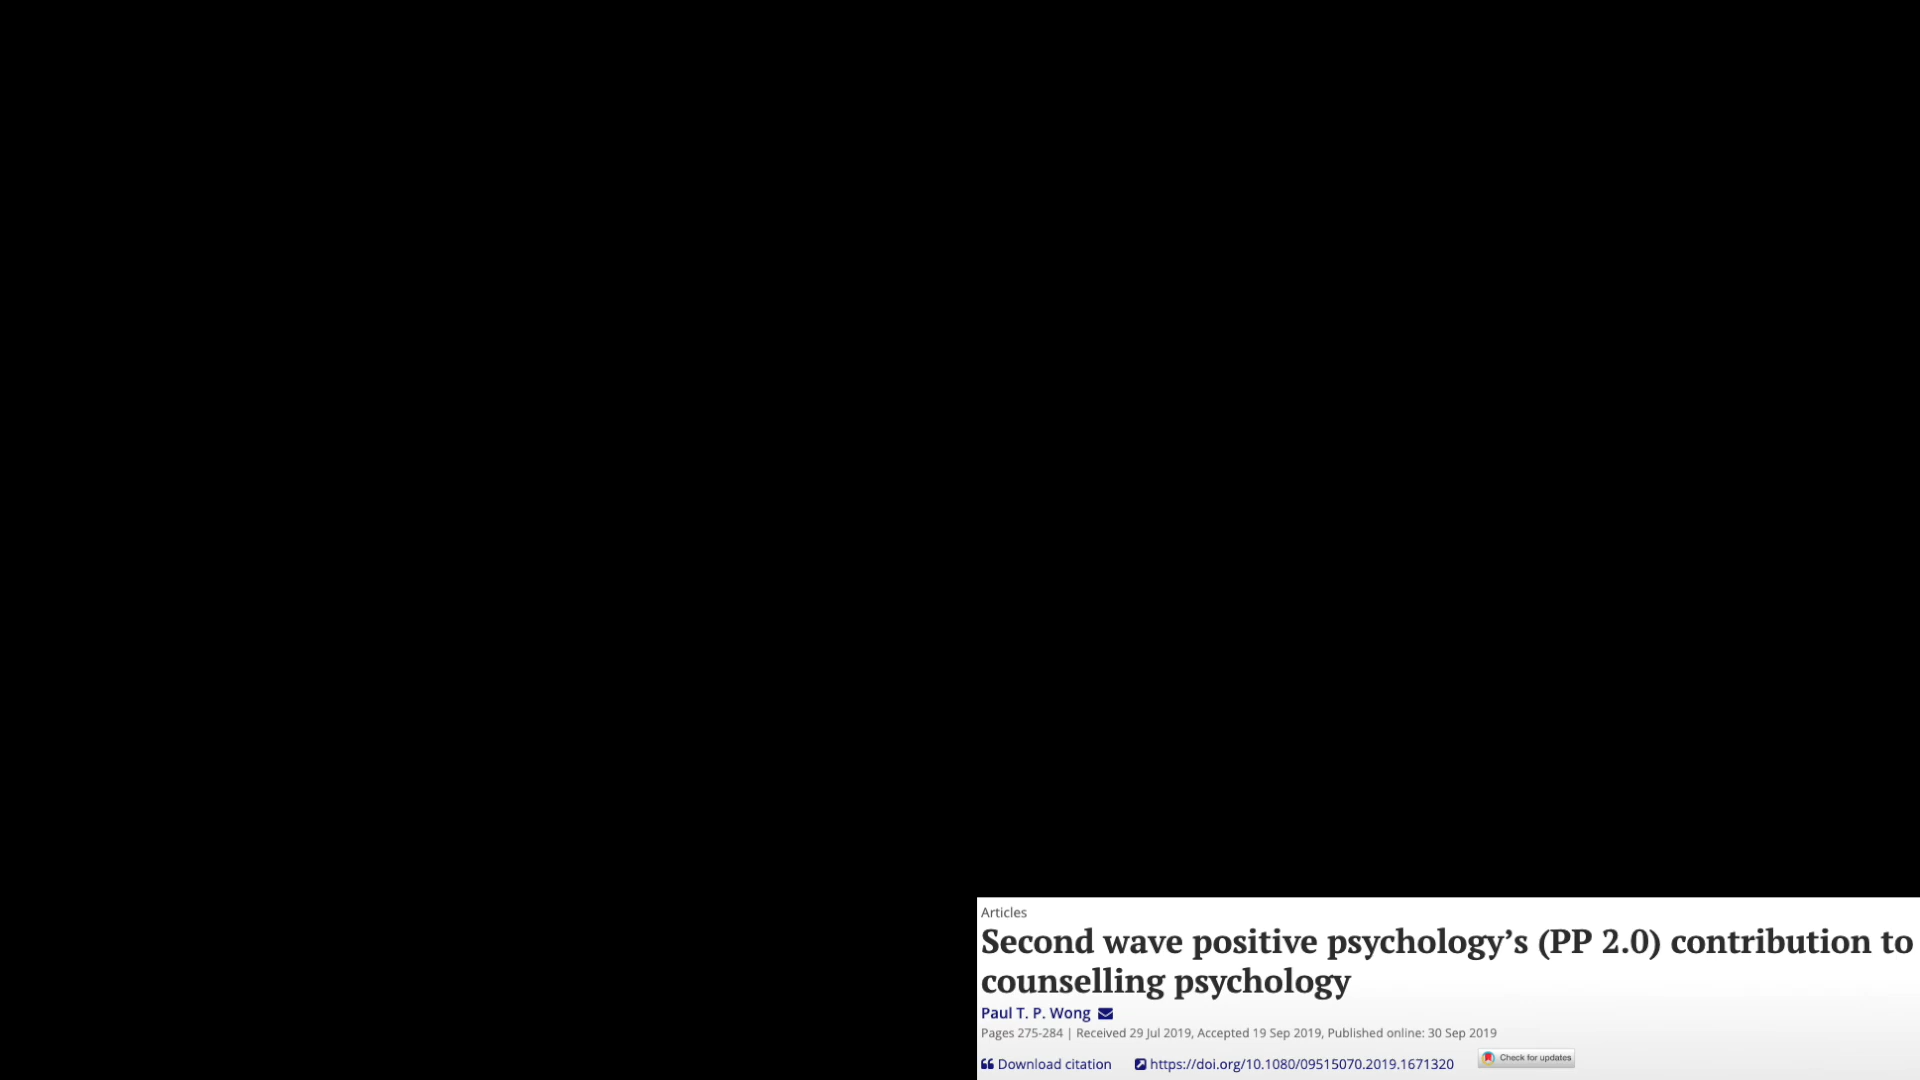 Articles
Second wave positive psychology’s (PP 2.0) contribution to
counselling psychology
Paul T. P. Wong
Pages 275-284 | Received 29 Jul 2019, Accepted 19 Sep 2019, Published online: 30 Sep 2019
Download citation https://doi.org/10.1080/09515070.2019.1671320 Check for updates